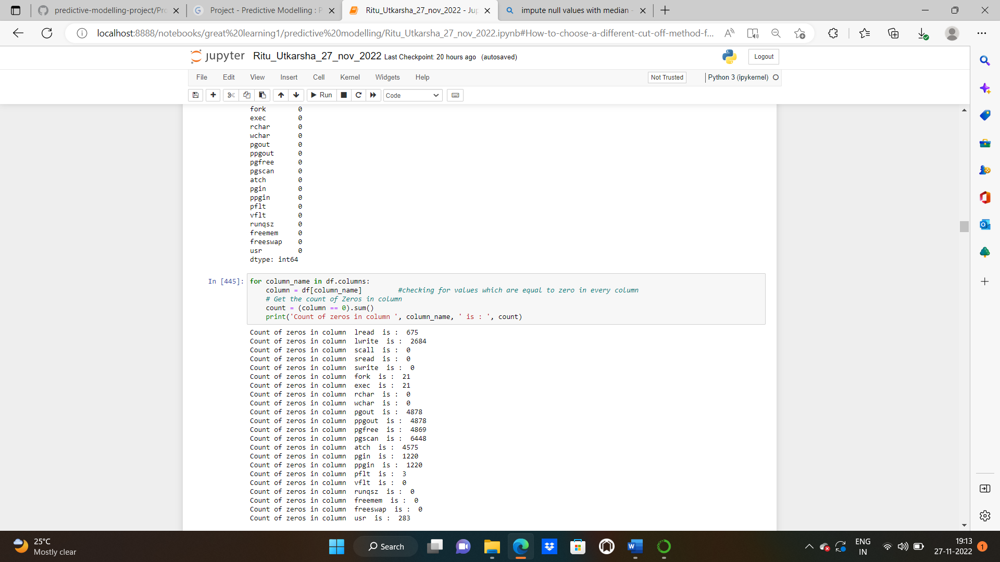 predictive-modelling-project/Pro
Project - Predictive Modelling : P
Ritu_Utkarsha_27_nov_2022 - Jup
impute null values with median -
localhost:8888/notebooks/great%20learning1/predictive%20modelling/Ritu_Utkarsha_27_nov_2022.ipynb#How-to-choose-a-different-cut-off-method-f...
jupyter Ritu_Utkarsha_27_nov_2022 Last Checkpoint: 20 hours ago (autosaved)
Logout
File Edit View Insert Cell Kernel Widgets Help
Not Trusted
Python 3 (ipykernel)
Run
Code
fork 0
exec 0
rchar 0
wchar 0
pgout 0
ppgout 0
pgfree 0
pgscan 0
atch 0
pgin 0
ppgin 0
pflt 0
vflt 0
runqsz 0
freemem 0
freeswap 0
usr 0
dtype: int64
In [445]: for column_name in df.columns:
column = df[column_name] #checking for values which are equal to zero in every column
# Get the count of Zeros in column
count = (column == 0).sum()
print('Count of zeros in column ', column_name, ' is : ', count)
Count of zeros in column lread is : 675
Count of zeros in column lwrite is : 2684
Count of zeros in column scall is : 0
Count of zeros in column sread is : 0
Count of zeros in column swrite is : 0
Count of zeros in column fork is : 21
Count of zeros in column exec is : 21
Count of zeros in column rchar is : 0
Count of zeros in column wchar is : 0
Count of zeros in column pgout is : 4878
Count of zeros in column ppgout is : 4878
Count of zeros in column pgfree is : 4869
Count of zeros in column pgscan is : 6448
Count of zeros in column atch is : 4575
Count of zeros in column pgin is : 1220
Count of zeros in column ppgin is : 1220
Count of zeros in column pflt is : 3
Count of zeros in column vflt is : 0
Count of zeros in column runqsz is : 0
Count of zeros in column freemem is : 0
Count of zeros in column freeswap is : 0
Count of zeros in column usr is : 283
25°C
Mostly clear
Search
ENG
IN
19:13
27-11-2022
1